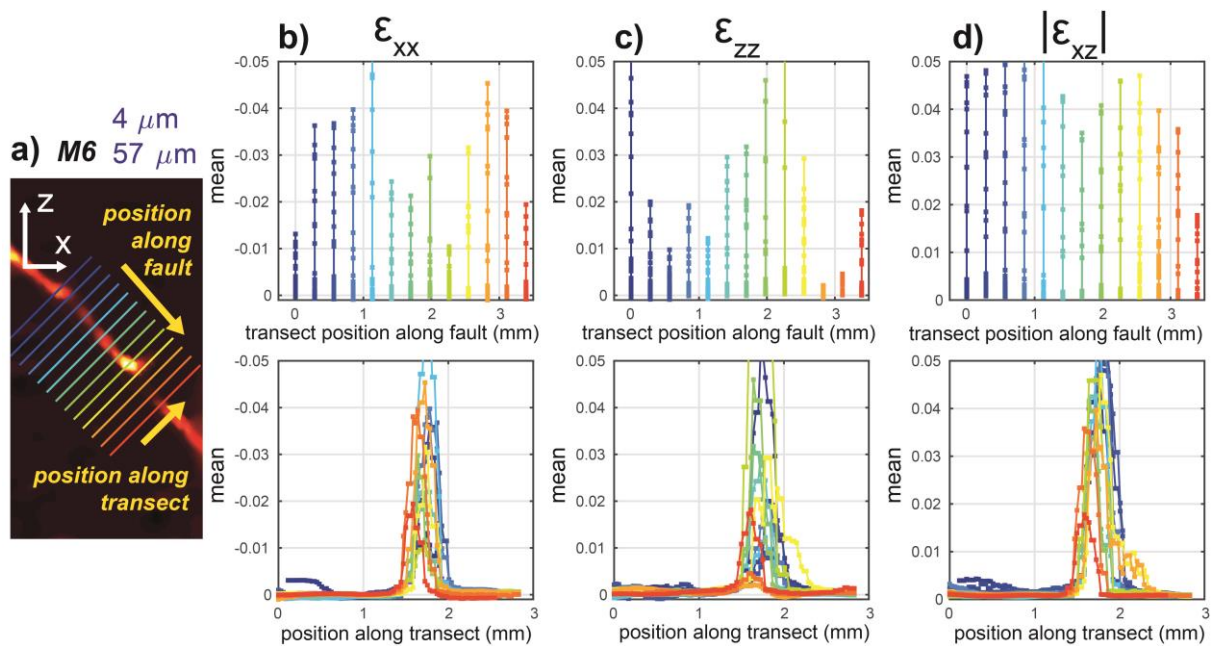 b) εxx
c) εzz
d) |εxz|
4 μm
a) M6 57 μm
z
x
position
along
fault
position along
transect
mean
-0.05
-0.04
-0.03
-0.02
-0.01
0
0 1 2 3
transect position along fault (mm)
mean
0.05
0.04
0.03
0.02
0.01
0
0 1 2 3
transect position along fault (mm)
mean
0.05
0.04
0.03
0.02
0.01
0
0 1 2 3
transect position along fault (mm)
mean
-0.05
-0.04
-0.03
-0.02
-0.01
0
0 1 2 3
position along transect (mm)
mean
0.05
0.04
0.03
0.02
0.01
0
0 1 2 3
position along transect (mm)
mean
0.05
0.04
0.03
0.02
0.01
0
0 1 2 3
position along transect (mm)